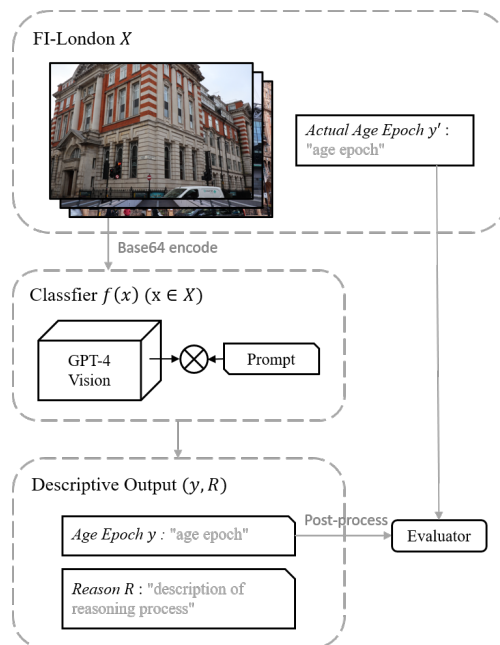 FI-London X
Actual Age Epoch y′ :
"age epoch"
Base64 encode
Classfier f(x) (x ∈ X)
GPT-4
Vision
Prompt
Descriptive Output (y, R)
Age Epoch y : "age epoch"
Post-process
Evaluator
Reason R : "description of
reasoning process"